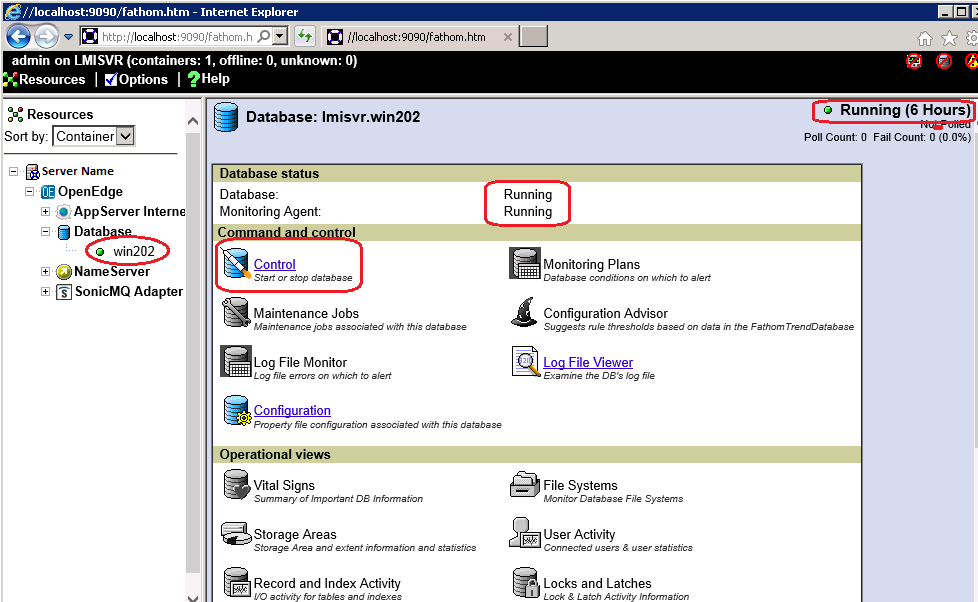 //localhost:9090/fathom.htm - Internet Explorer
http://localhost:9090/fathom.h
//localhost:9090/fathom.htm
admin on LMISVR (containers: 1, offline: 0, unknown: 0)
Resources | Options | Help
Resources
Sort by: Container
Server Name
OpenEdge
AppServer Interne
Database
win202
NameServer
SonicMQ Adapter
Database: lmisvr.win202
Running (6 Hours)
Not Polled
Poll Count: 0 Fail Count: 0 (0.0%)
Database status
Database: Running
Monitoring Agent: Running
Command and control
Control
Start or stop database
Monitoring Plans
Database conditions on which to alert
Maintenance Jobs
Maintenance jobs associated with this database
Configuration Advisor
Suggests rule thresholds based on data in the FathomTrendDatabase
Log File Monitor
Log file errors on which to alert
Log File Viewer
Examine the DB's log file
Configuration
Property file configuration associated with this database
Operational views
Vital Signs
Summary of Important DB Information
File Systems
Monitor Database File Systems
Storage Areas
Storage Area and extent information and statistics
User Activity
Connected users & user statistics
Record and Index Activity
I/O activity for tables and indexes
Locks and Latches
Lock & Latch Activity Information